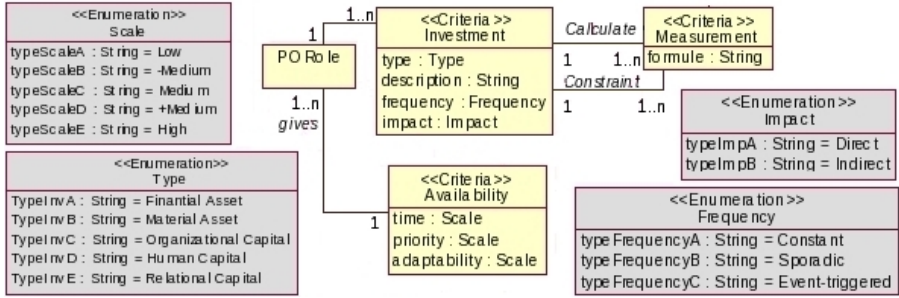 <<Enumeration>>
Scale
typeScaleA : String = Low
typeScaleB : String = -Medium
typeScaleC : String = Medium
typeScaleD : String = +Medium
typeScaleE : String = High
<<Enumeration>>
Type
TypeInvA : String = Finantial Asset
TypeInvB : String = Material Asset
TypeInvC : String = Organizational Capital
TypeInvD : String = Human Capital
TypeInvE : String = Relational Capital
PO Role
1
1..n
1..n
gives
1
<<Criteria >>
Investment
type : Type
description : String
frequency : Frequency
impact : Impact
Calculate
1
1..n
Constraint
1
1..n
<<Criteria >>
Measurement
formule : String
<<Criteria>>
Availability
time : Scale
priority : Scale
adaptability : Scale
<<Enumeration >>
Impact
typeImpA : String = Direct
typeImpB : String = Indirect
<<Enumeration >>
Frequency
typeFrequencyA : String = Constant
typeFrequencyB : String = Sporadic
typeFrequencyC : String = Event-triggered